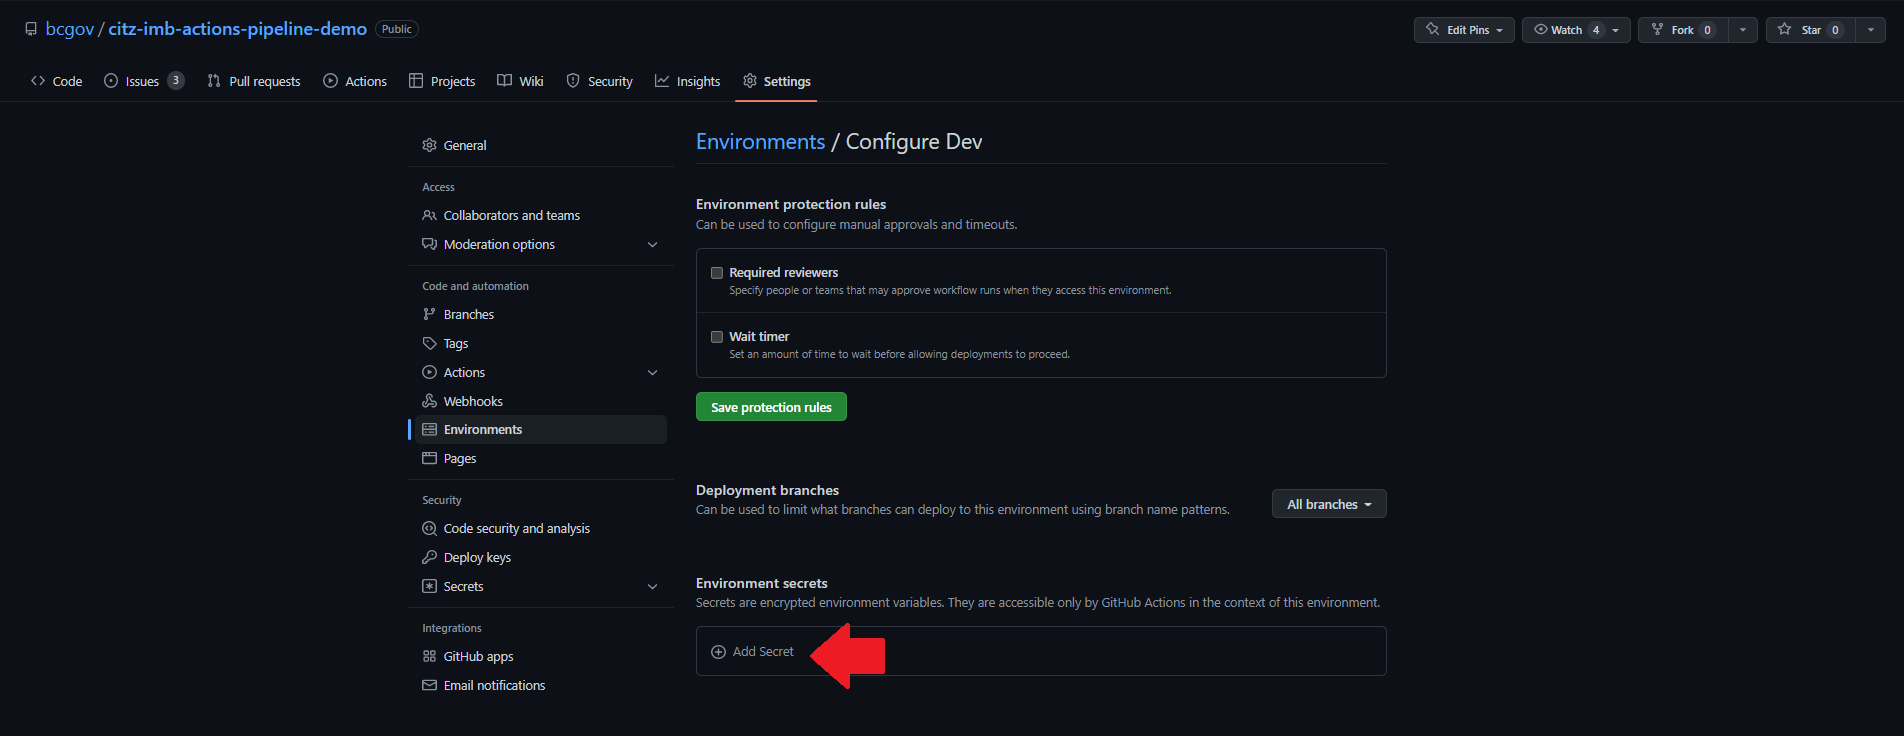 bcgov / citz-imb-actions-pipeline-demo Public
Edit Pins Watch 4 Fork 0 Star 0
Code Issues 3 Pull requests Actions Projects Wiki Security Insights Settings
General
Access
Collaborators and teams
Moderation options
Code and automation
Branches
Tags
Actions
Webhooks
Environments
Pages
Security
Code security and analysis
Deploy keys
Secrets
Integrations
GitHub apps
Email notifications
Environments / Configure Dev
Environment protection rules
Can be used to configure manual approvals and timeouts.
Required reviewers
Specify people or teams that may approve workflow runs when they access this environment.
Wait timer
Set an amount of time to wait before allowing deployments to proceed.
Save protection rules
Deployment branches
Can be used to limit what branches can deploy to this environment using branch name patterns.
All branches
Environment secrets
Secrets are encrypted environment variables. They are accessible only by GitHub Actions in the context of this environment.
Add Secret